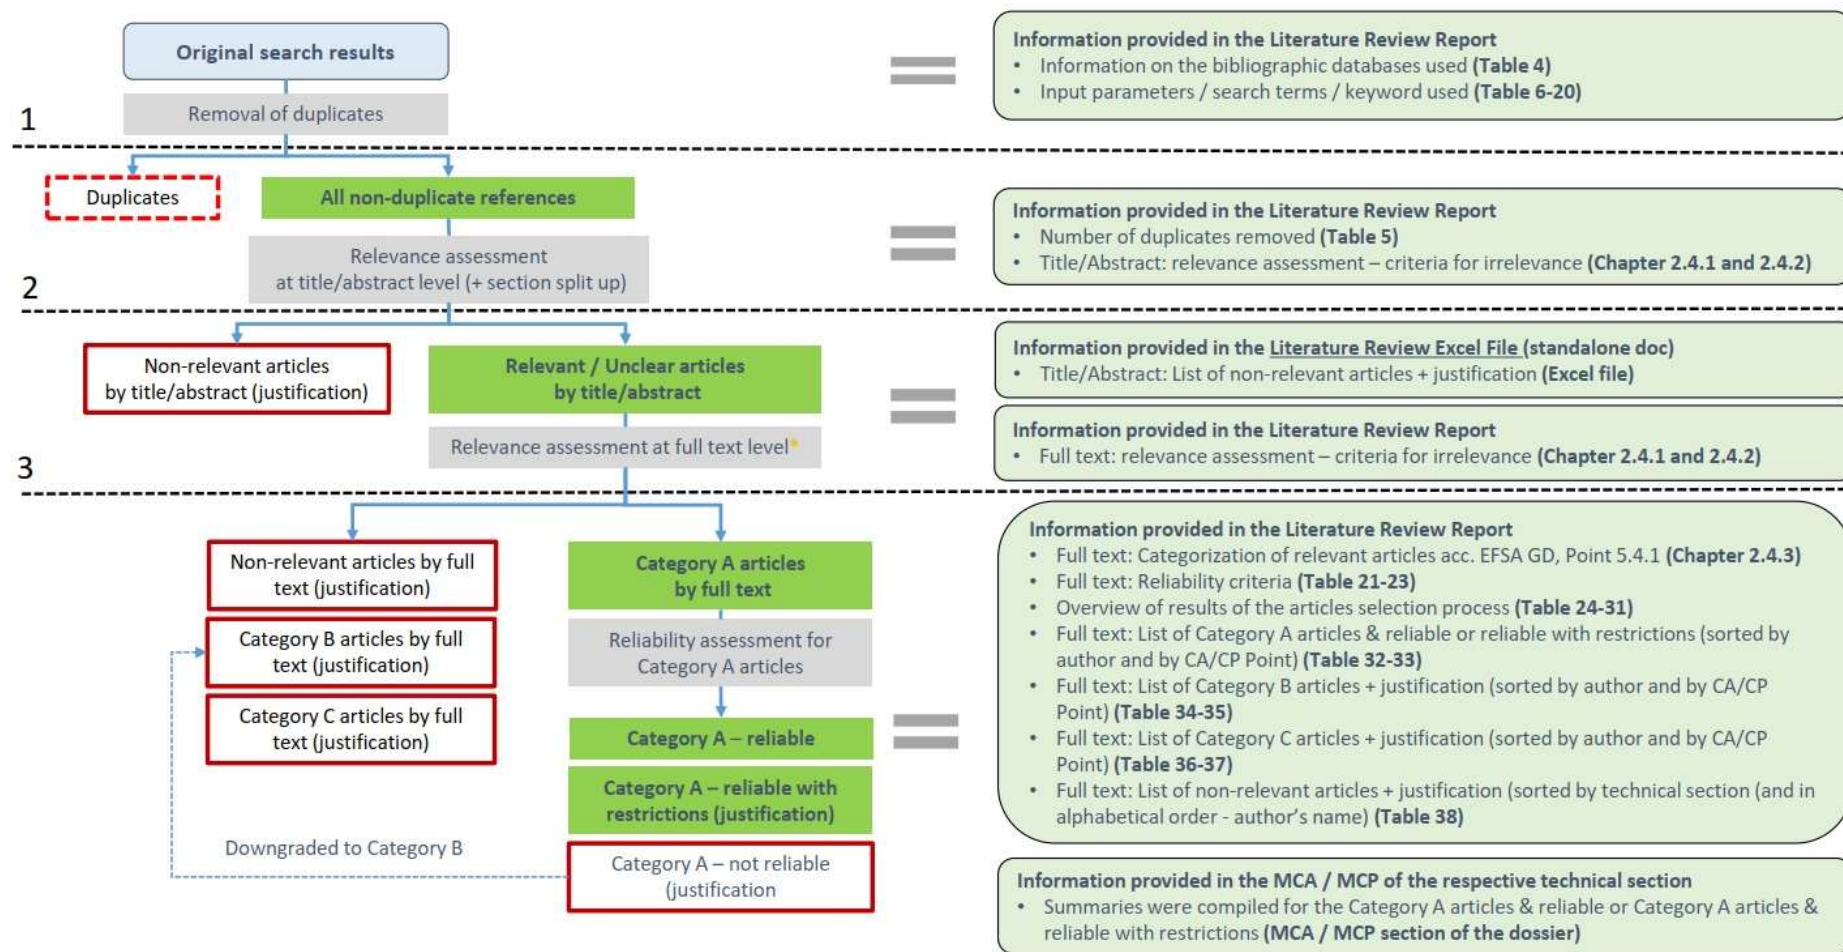 Original search results
Removal of duplicates
1
Information provided in the Literature Review Report
• Information on the bibliographic databases used (Table 4)
• Input parameters / search terms / keyword used (Table 6-20)
Duplicates
All non-duplicate references
Relevance assessment
at title/abstract level (+ section split up)
2
Information provided in the Literature Review Report
• Number of duplicates removed (Table 5)
• Title/Abstract: relevance assessment – criteria for irrelevance (Chapter 2.4.1 and 2.4.2)
Non-relevant articles
by title/abstract (justification)
Relevant / Unclear articles
by title/abstract
Relevance assessment at full text level*
3
Information provided in the Literature Review Excel File (standalone doc)
• Title/Abstract: List of non-relevant articles + justification (Excel file)
Information provided in the Literature Review Report
• Full text: relevance assessment – criteria for irrelevance (Chapter 2.4.1 and 2.4.2)
Non-relevant articles by full
text (justification)
Category B articles by full
text (justification)
Category C articles by full
text (justification)
Category A articles
by full text
Reliability assessment for
Category A articles
Category A – reliable
Category A – reliable with
restrictions (justification)
Downgraded to Category B
Category A – not reliable
(justification
Information provided in the Literature Review Report
• Full text: Categorization of relevant articles acc. EFSA GD, Point 5.4.1 (Chapter 2.4.3)
• Full text: Reliability criteria (Table 21-23)
• Overview of results of the articles selection process (Table 24-31)
• Full text: List of Category A articles & reliable or reliable with restrictions (sorted by
author and by CA/CP Point) (Table 32-33)
• Full text: List of Category B articles + justification (sorted by author and by CA/CP
Point) (Table 34-35)
• Full text: List of Category C articles + justification (sorted by author and by CA/CP
Point) (Table 36-37)
• Full text: List of non-relevant articles + justification (sorted by technical section (and in
alphabetical order - author's name) (Table 38)
Information provided in the MCA / MCP of the respective technical section
• Summaries were compiled for the Category A articles & reliable or Category A articles &
reliable with restrictions (MCA / MCP section of the dossier)